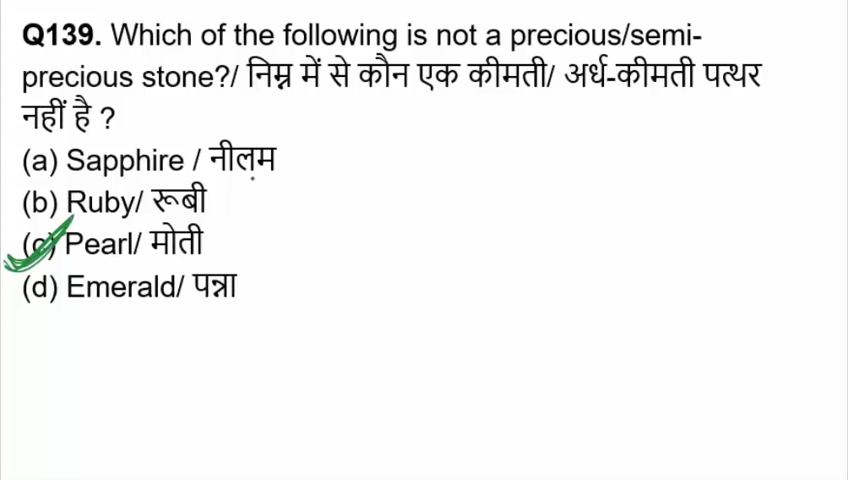 Q139. Which of the following is not a precious/semi-
precious stone?/ निम्न में से कौन एक कीमती/ अर्ध-कीमती पत्थर
नहीं है ?
(a) Sapphire / नीलम
(b) Ruby/ रूबी
(c) Pearl/ मोती
(d) Emerald/ पन्ना